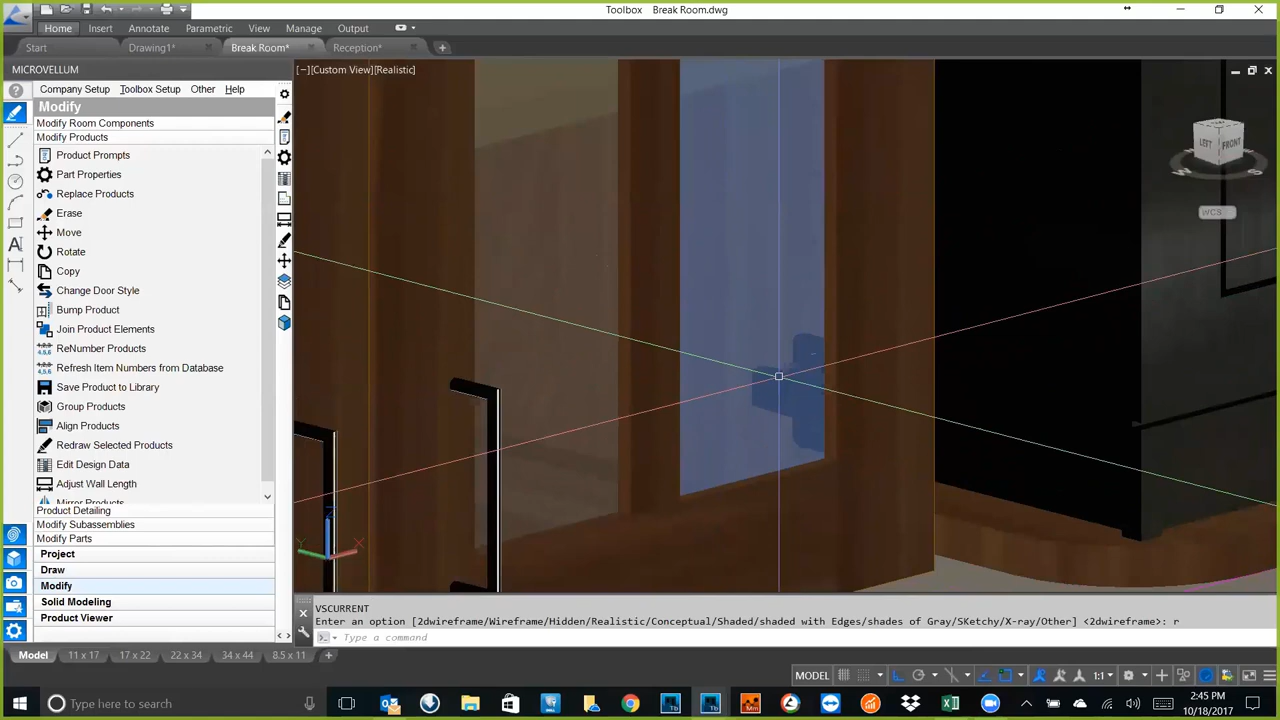 Toolbox Break Room.dwg
Home Insert Annotate Parametric View Manage Output
Start Drawing1* Break Room* Reception*
MICROVELLUM
[−][Custom View][Realistic]
Company Setup Toolbox Setup Other Help
Modify
Modify Room Components
Modify Products
Product Prompts
Part Properties
Replace Products
Erase
Move
Rotate
Copy
Change Door Style
Bump Product
Join Product Elements
ReNumber Products
Refresh Item Numbers from Database
Save Product to Library
Group Products
Align Products
Redraw Selected Products
Edit Design Data
Adjust Wall Length
Mirror Products
Product Detailing
Modify Subassemblies
Modify Parts
Project
Draw
Modify
Solid Modeling
Product Viewer
LEFT FRONT
WCS
VSCURRENT
Enter an option [2dwireframe/Wireframe/Hidden/Realistic/Conceptual/Shaded/shaded with Edges/shades of Gray/SKetchy/X-ray/Other] <2dwireframe>: r
Type a command
Model 11 x 17 17 x 22 22 x 34 34 x 44 8.5 x 11
MODEL 1:1
Type here to search
2:45 PM
10/18/2017